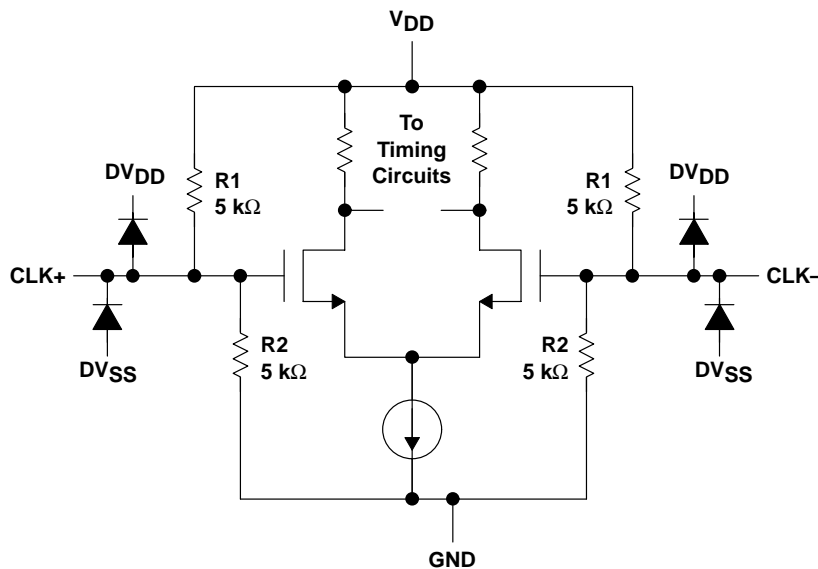 VDD
To
Timing
Circuits
DVDD
R1
5 kΩ
R1
5 kΩ
DVDD
CLK+
CLK–
R2
5 kΩ
R2
5 kΩ
DVSS
DVSS
GND